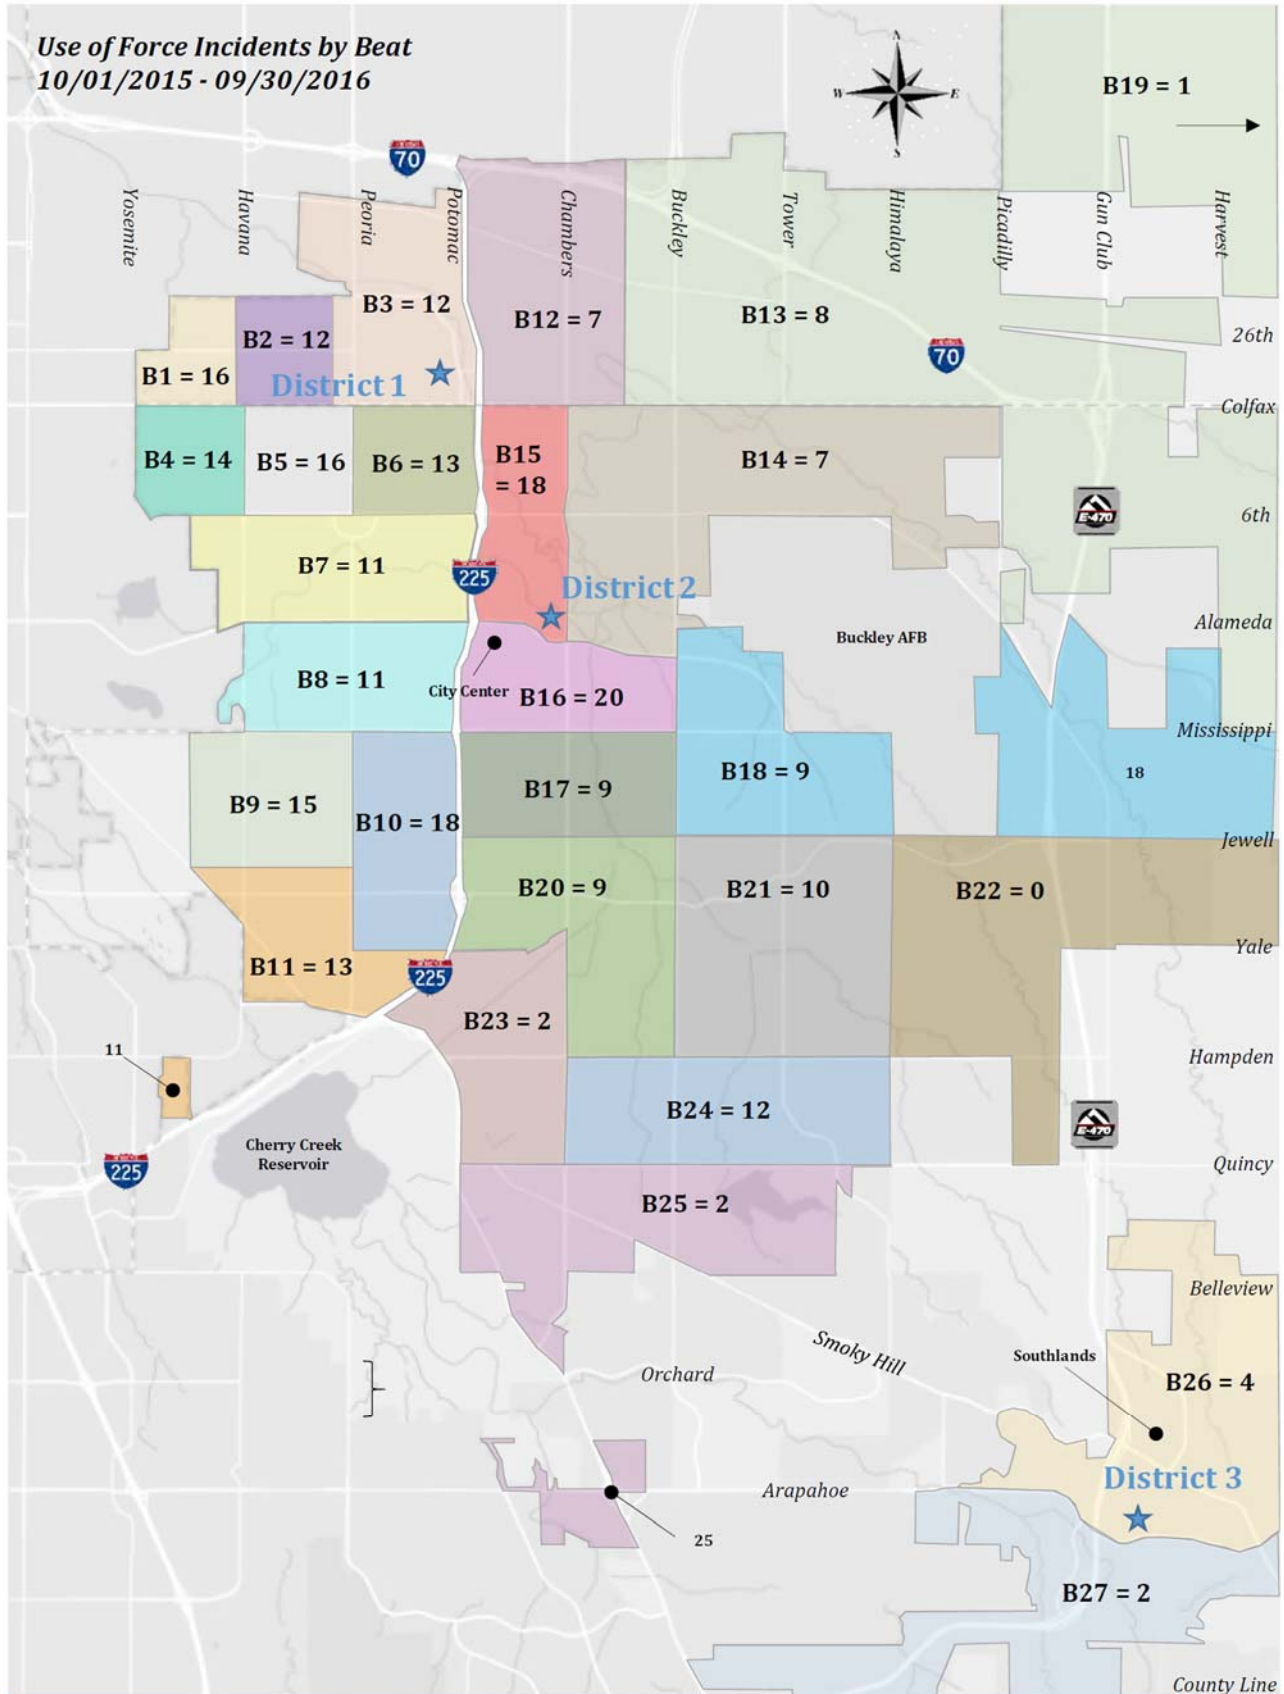 Use of Force Incidents by Beat
10/01/2015 - 09/30/2016
N
W
E
S
B19 = 1
70
Yosemite
Havana
Peoria
Potomac
Chambers
Buckley
Tower
Himalaya
Picadilly
Gun Club
Harvest
B3 = 12
B12 = 7
B13 = 8
B2 = 12
26th
70
B1 = 16
District 1
Colfax
B4 = 14
B5 = 16
B6 = 13
B15
= 18
B14 = 7
E-470
6th
B7 = 11
225
District 2
Alameda
Buckley AFB
B8 = 11
City Center
B16 = 20
Mississippi
B18 = 9
18
B17 = 9
B9 = 15
B10 = 18
Jewell
B20 = 9
B21 = 10
B22 = 0
Yale
B11 = 13
225
B23 = 2
11
Hampden
B24 = 12
E-470
Cherry Creek
Reservoir
225
Quincy
B25 = 2
Belleview
Smoky Hill
Southlands
Orchard
B26 = 4
District 3
Arapahoe
25
B27 = 2
County Line